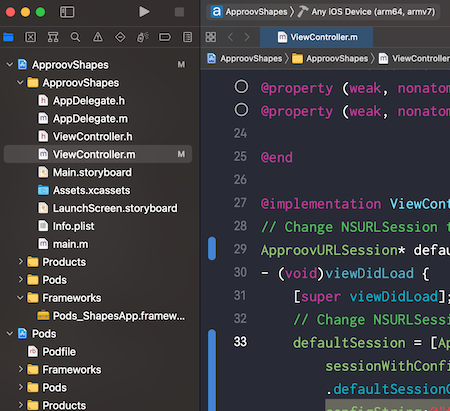 ApproovShapes
Any iOS Device (arm64, armv7)
ViewController.m
ApproovShapes
ApproovShapes
ViewController.m
ApproovShapes
M
ApproovShapes
AppDelegate.h
AppDelegate.m
ViewController.h
ViewController.m
M
Main.storyboard
Assets.xcassets
LaunchScreen.storyboard
Info.plist
main.m
Products
Pods
Frameworks
Pods_ShapesApp.framew...
Pods
Podfile
Frameworks
Pods
Products
@property (weak, nonatom
@property (weak, nonatom
24
25 @end
26
27 @implementation ViewCont
28 // Change NSURLSession t
29 ApproovURLSession* defau
30 - (void)viewDidLoad {
31 [super viewDidLoad];
32 // Change NSURLSessi
33 defaultSession = [Ap
sessionWithConfi
.defaultSessionC